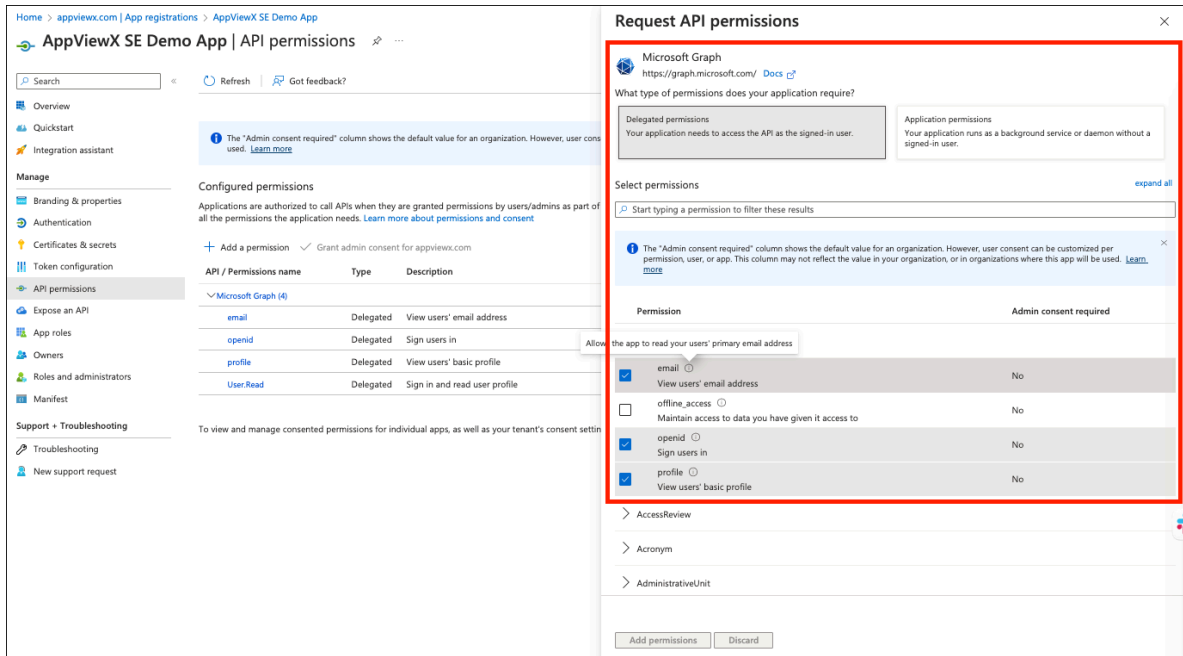 Home > appviewx.com | App registrations > AppViewX SE Demo App
AppViewX SE Demo App | API permissions
Search
Overview
Quickstart
Integration assistant
Manage
Branding & properties
Authentication
Certificates & secrets
Token configuration
API permissions
Expose an API
App roles
Owners
Roles and administrators
Manifest
Support + Troubleshooting
Troubleshooting
New support request
Refresh
Got feedback?
The "Admin consent required" column shows the default value for an organization. However, user cons
used. Learn more
Configured permissions
Applications are authorized to call APIs when they are granted permissions by users/admins as part of
all the permissions the application needs. Learn more about permissions and consent
Add a permission
Grant admin consent for appviewx.com
API / Permissions name Type Description
Microsoft Graph (4)
email Delegated View users' email address
openid Delegated Sign users in
profile Delegated View users' basic profile
User.Read Delegated Sign in and read user profile
To view and manage consented permissions for individual apps, as well as your tenant's consent settin
Request API permissions
Microsoft Graph
https://graph.microsoft.com/ Docs
What type of permissions does your application require?
Delegated permissions
Your application needs to access the API as the signed-in user.
Application permissions
Your application runs as a background service or daemon without a
signed-in user.
Select permissions
expand all
Start typing a permission to filter these results
The "Admin consent required" column shows the default value for an organization. However, user consent can be customized per
permission, user, or app. This column may not reflect the value in your organization, or in organizations where this app will be used. Learn
more
Permission Admin consent required
Allow the app to read your users' primary email address
email No
View users' email address
offline_access No
Maintain access to data you have given it access to
openid No
Sign users in
profile No
View users' basic profile
AccessReview
Acronym
AdministrativeUnit
Add permissions
Discard